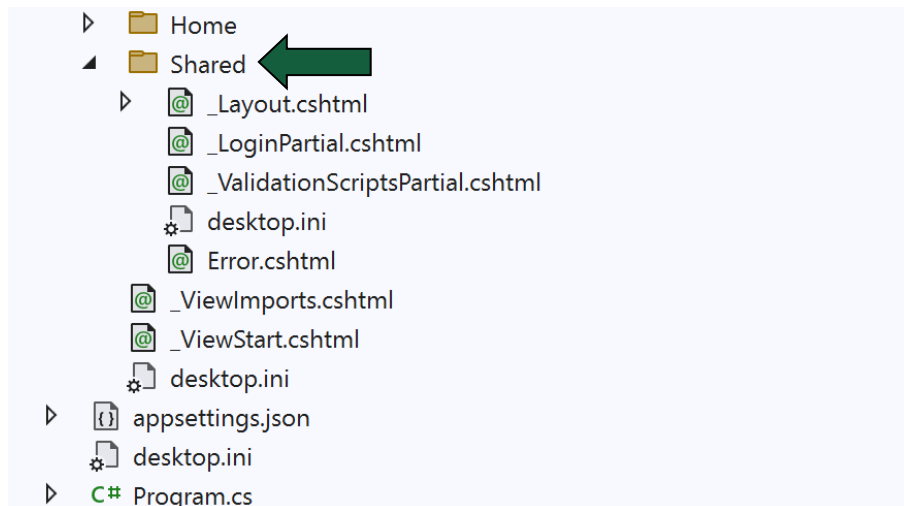 Home
Shared
_Layout.cshtml
_LoginPartial.cshtml
_ValidationScriptsPartial.cshtml
desktop.ini
Error.cshtml
_ViewImports.cshtml
_ViewStart.cshtml
desktop.ini
appsettings.json
desktop.ini
C# Program.cs